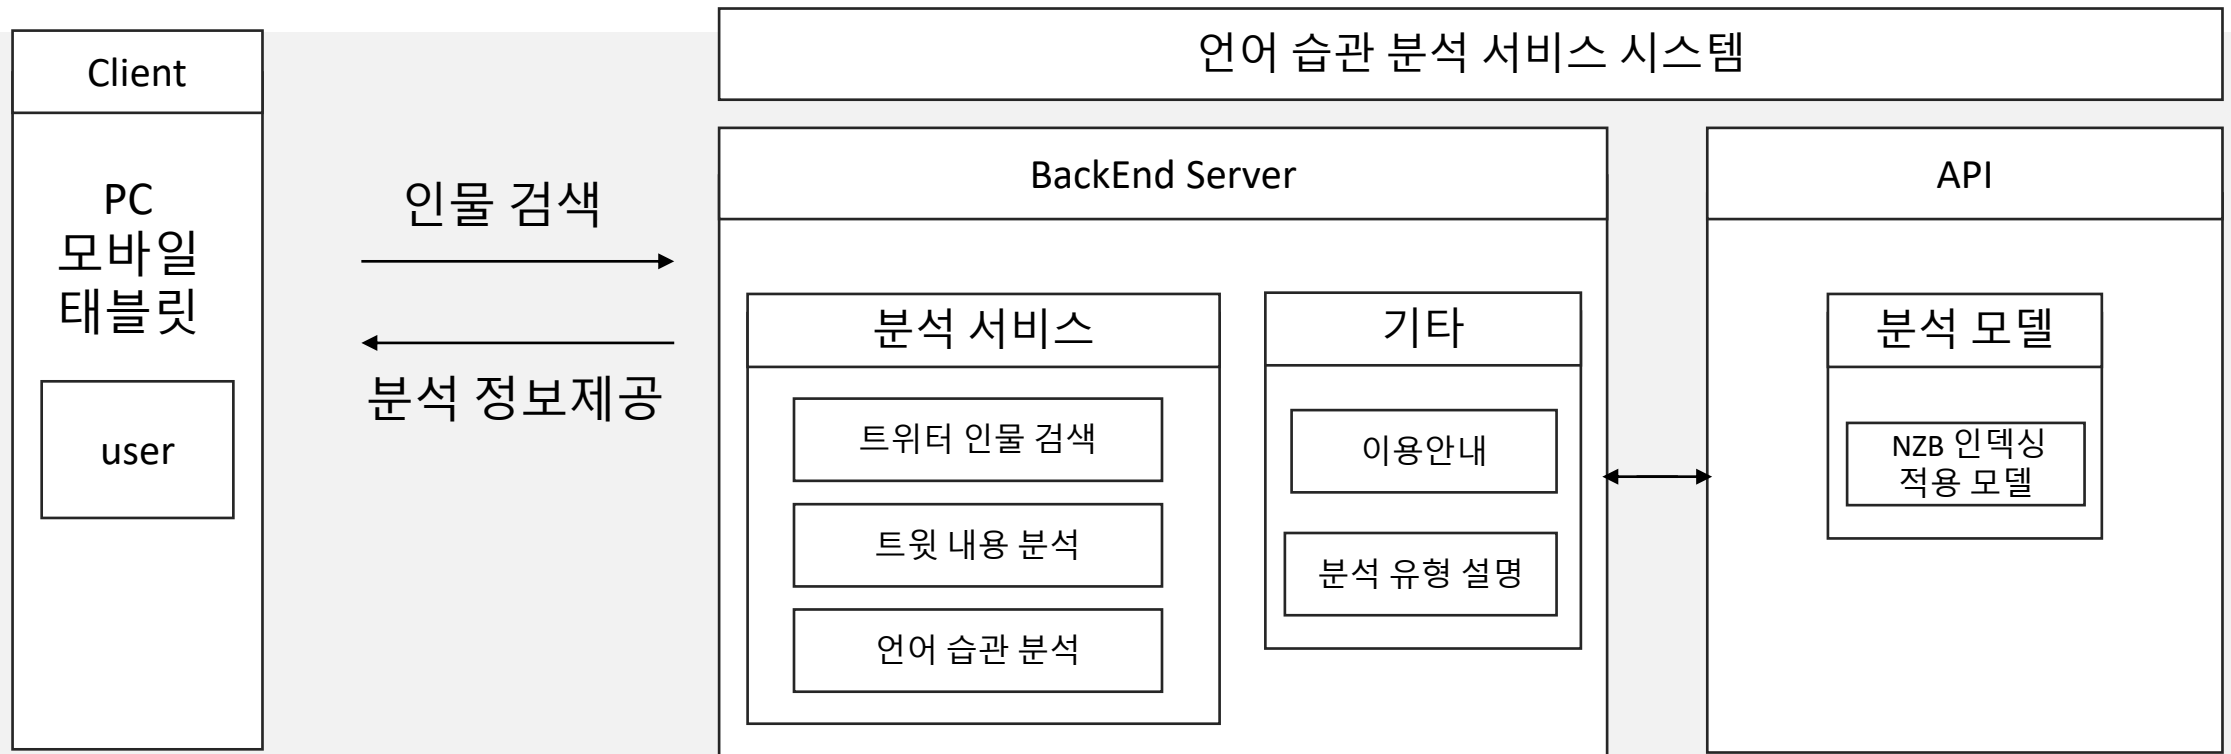 Client
언어 습관 분석 서비스 시스템
PC
모바일
태블릿
user
인물 검색
분석 정보제공
BackEnd Server
분석 서비스
트위터 인물 검색
트윗 내용 분석
언어 습관 분석
기타
이용안내
분석 유형 설명
API
분석 모델
NZB 인덱싱
적용 모델